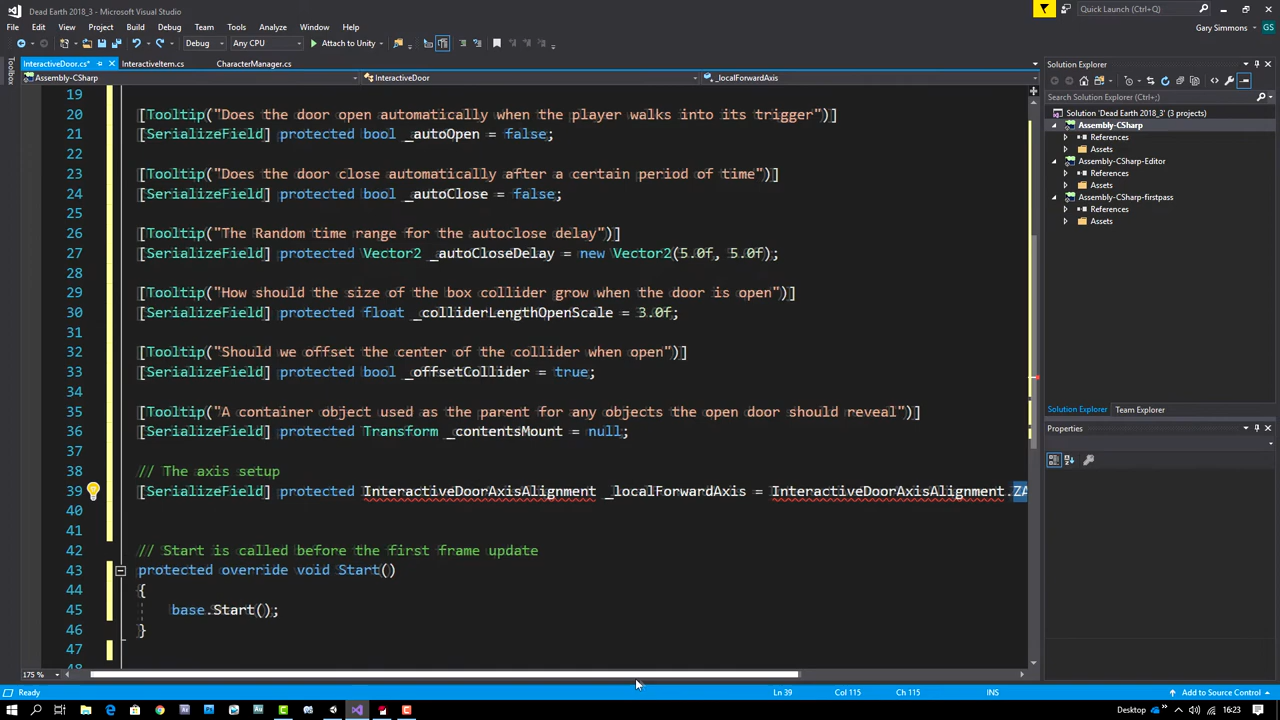 Dead Earth 2018_3 - Microsoft Visual Studio
Quick Launch (Ctrl+Q)
File Edit View Project Build Debug Team Tools Analyze Window Help
Gary Simmons GS
Debug Any CPU Attach to Unity
InteractiveDoor.cs* InteractiveItem.cs CharacterManager.cs
Assembly-CSharp InteractiveDoor _localForwardAxis
Toolbox
19
20 [Tooltip("Does the door open automatically when the player walks into its trigger")]
21 [SerializeField] protected bool _autoOpen = false;
22
23 [Tooltip("Does the door close automatically after a certain period of time")]
24 [SerializeField] protected bool _autoClose = false;
25
26 [Tooltip("The Random time range for the autoclose delay")]
27 [SerializeField] protected Vector2 _autoCloseDelay = new Vector2(5.0f, 5.0f);
28
29 [Tooltip("How should the size of the box collider grow when the door is open")]
30 [SerializeField] protected float _colliderLengthOpenScale = 3.0f;
31
32 [Tooltip("Should we offset the center of the collider when open")]
33 [SerializeField] protected bool _offsetCollider = true;
34
35 [Tooltip("A container object used as the parent for any objects the open door should reveal")]
36 [SerializeField] protected Transform _contentsMount = null;
37
38 // The axis setup
39 [SerializeField] protected InteractiveDoorAxisAlignment _localForwardAxis = InteractiveDoorAxisAlignment.ZA
40
41
42 // Start is called before the first frame update
43 protected override void Start()
44 {
45 base.Start();
46 }
47
48
175 %
Solution Explorer
Search Solution Explorer (Ctrl+;)
Solution 'Dead Earth 2018_3' (3 projects)
Assembly-CSharp
References
Assets
Assembly-CSharp-Editor
References
Assets
Assembly-CSharp-firstpass
References
Assets
Solution Explorer Team Explorer
Properties
Ready Ln 39 Col 115 Ch 115 INS Add to Source Control
Desktop 16:23